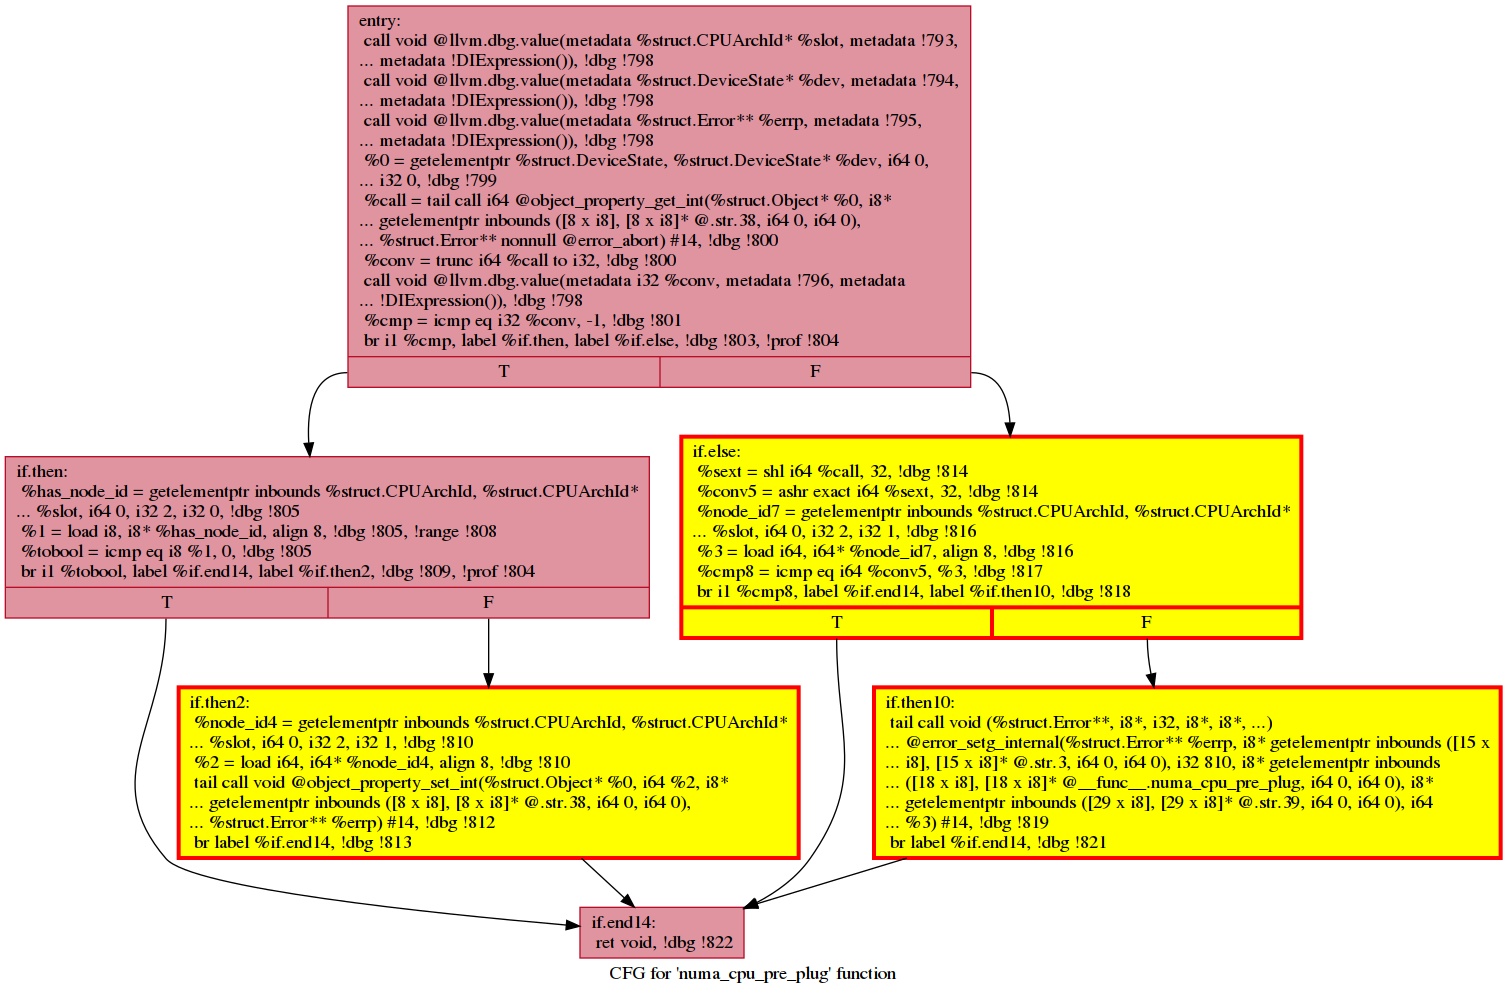 entry:
call void @llvm.dbg.value(metadata %struct.CPUArchId* %slot, metadata !793,
... metadata !DIExpression()), !dbg !798
call void @llvm.dbg.value(metadata %struct.DeviceState* %dev, metadata !794,
... metadata !DIExpression()), !dbg !798
call void @llvm.dbg.value(metadata %struct.Error** %errp, metadata !795,
... metadata !DIExpression()), !dbg !798
%0 = getelementptr %struct.DeviceState, %struct.DeviceState* %dev, i64 0,
... i32 0, !dbg !799
%call = tail call i64 @object_property_get_int(%struct.Object* %0, i8*
... getelementptr inbounds ([8 x i8], [8 x i8]* @.str.38, i64 0, i64 0),
... %struct.Error** nonnull @error_abort) #14, !dbg !800
%conv = trunc i64 %call to i32, !dbg !800
call void @llvm.dbg.value(metadata i32 %conv, metadata !796, metadata
... !DIExpression()), !dbg !798
%cmp = icmp eq i32 %conv, -1, !dbg !801
br i1 %cmp, label %if.then, label %if.else, !dbg !803, !prof !804
T F
if.then:
%has_node_id = getelementptr inbounds %struct.CPUArchId, %struct.CPUArchId*
... %slot, i64 0, i32 2, i32 0, !dbg !805
%1 = load i8, i8* %has_node_id, align 8, !dbg !805, !range !808
%tobool = icmp eq i8 %1, 0, !dbg !805
br i1 %tobool, label %if.end14, label %if.then2, !dbg !809, !prof !804
T F
if.else:
%sext = shl i64 %call, 32, !dbg !814
%conv5 = ashr exact i64 %sext, 32, !dbg !814
%node_id7 = getelementptr inbounds %struct.CPUArchId, %struct.CPUArchId*
... %slot, i64 0, i32 2, i32 1, !dbg !816
%3 = load i64, i64* %node_id7, align 8, !dbg !816
%cmp8 = icmp eq i64 %conv5, %3, !dbg !817
br i1 %cmp8, label %if.end14, label %if.then10, !dbg !818
T F
if.then2:
%node_id4 = getelementptr inbounds %struct.CPUArchId, %struct.CPUArchId*
... %slot, i64 0, i32 2, i32 1, !dbg !810
%2 = load i64, i64* %node_id4, align 8, !dbg !810
tail call void @object_property_set_int(%struct.Object* %0, i64 %2, i8*
... getelementptr inbounds ([8 x i8], [8 x i8]* @.str.38, i64 0, i64 0),
... %struct.Error** %errp) #14, !dbg !812
br label %if.end14, !dbg !813
if.then10:
tail call void (%struct.Error**, i8*, i32, i8*, i8*, ...)
... @error_setg_internal(%struct.Error** %errp, i8* getelementptr inbounds ([15 x
... i8], [15 x i8]* @.str.3, i64 0, i64 0), i32 810, i8* getelementptr inbounds
... ([18 x i8], [18 x i8]* @__func__.numa_cpu_pre_plug, i64 0, i64 0), i8*
... getelementptr inbounds ([29 x i8], [29 x i8]* @.str.39, i64 0, i64 0), i64
... %3) #14, !dbg !819
br label %if.end14, !dbg !821
if.end14:
ret void, !dbg !822
CFG for 'numa_cpu_pre_plug' function